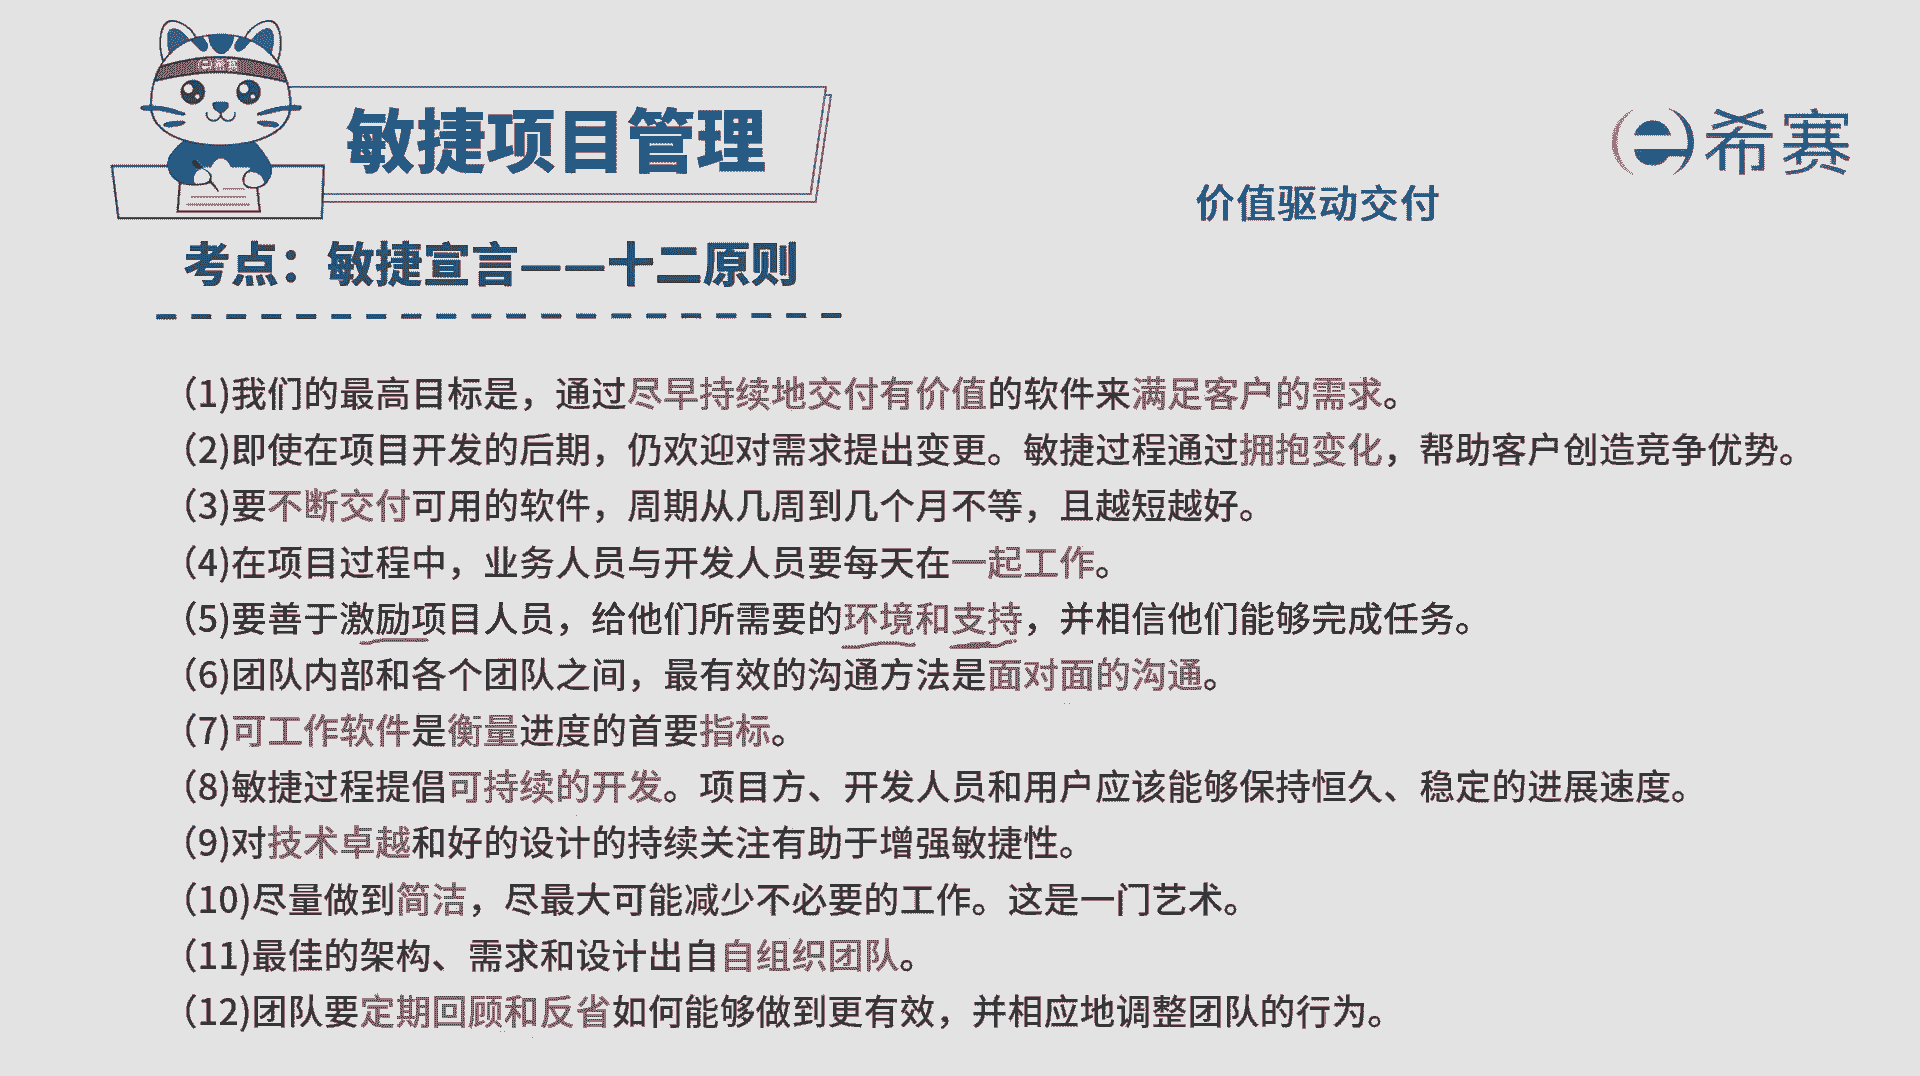 e希赛
敏捷项目管理
e希赛
价值驱动交付
考点：敏捷宣言——十二原则
(1)我们的最高目标是，通过尽早持续地交付有价值的软件来满足客户的需求。
(2)即使在项目开发的后期，仍欢迎对需求提出变更。敏捷过程通过拥抱变化，帮助客户创造竞争优势。
(3)要不断交付可用的软件，周期从几周到几个月不等，且越短越好。
(4)在项目过程中，业务人员与开发人员要每天在一起工作。
(5)要善于激励项目人员，给他们所需要的环境和支持，并相信他们能够完成任务。
(6)团队内部和各个团队之间，最有效的沟通方法是面对面的沟通。
(7)可工作软件是衡量进度的首要指标。
(8)敏捷过程提倡可持续的开发。项目方、开发人员和用户应该能够保持恒久、稳定的进展速度。
(9)对技术卓越和好的设计的持续关注有助于增强敏捷性。
(10)尽量做到简洁，尽最大可能减少不必要的工作。这是一门艺术。
(11)最佳的架构、需求和设计出自自组织团队。
(12)团队要定期回顾和反省如何能够做到更有效，并相应地调整团队的行为。